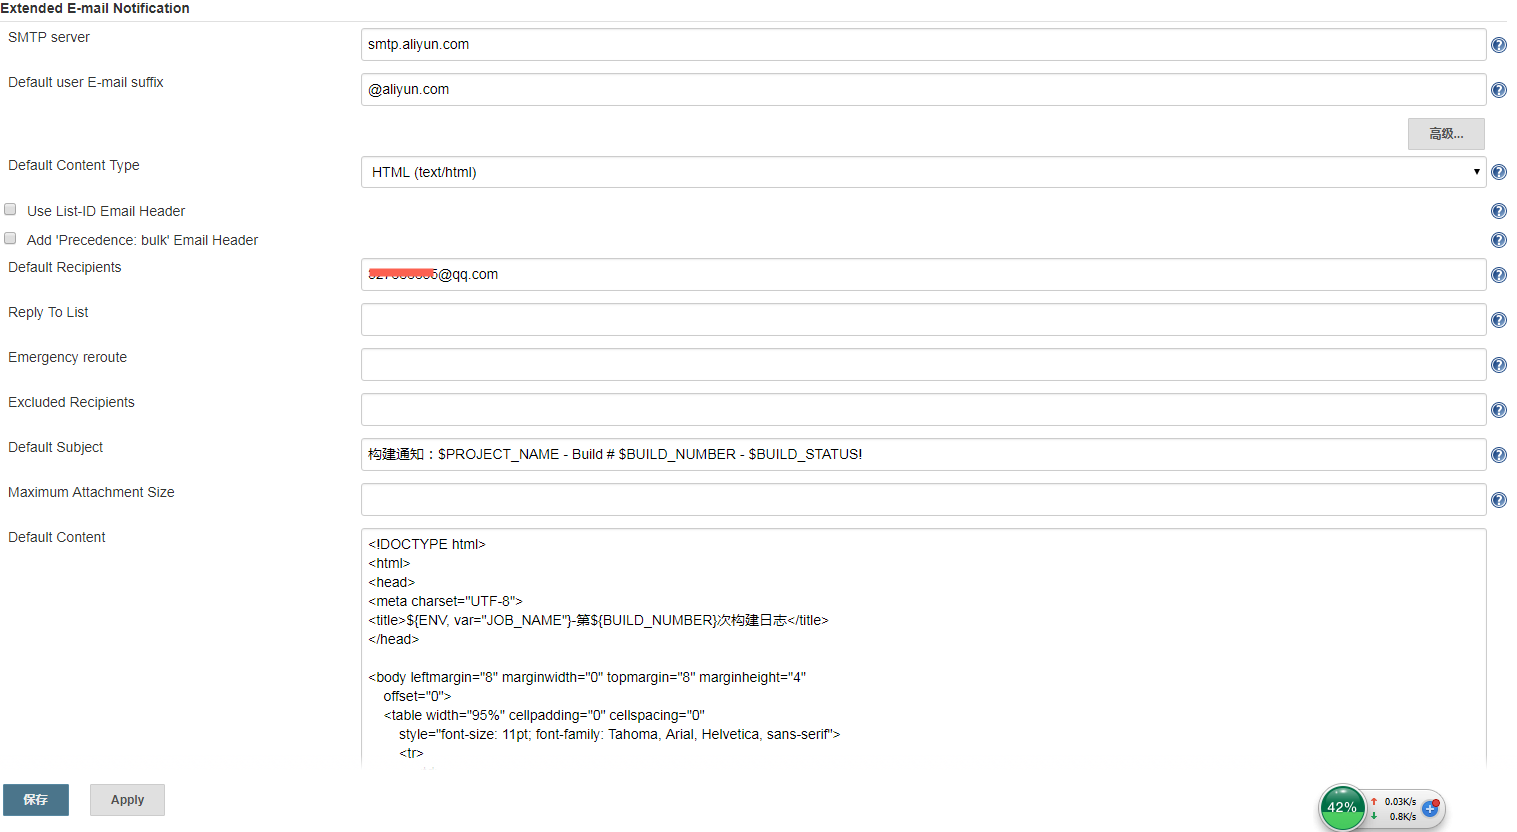 Extended E-mail Notification
SMTP server
smtp.aliyun.com
Default user E-mail suffix
@aliyun.com
高级...
Default Content Type
HTML (text/html)
Use List-ID Email Header
Add 'Precedence: bulk' Email Header
Default Recipients
@qq.com
Reply To List
Emergency reroute
Excluded Recipients
Default Subject
构建通知：$PROJECT_NAME - Build # $BUILD_NUMBER - $BUILD_STATUS!
Maximum Attachment Size
Default Content
<!DOCTYPE html>
<html>
<head>
<meta charset="UTF-8">
<title>${ENV, var="JOB_NAME"}-第${BUILD_NUMBER}次构建日志</title>
</head>
<body leftmargin="8" marginwidth="0" topmargin="8" marginheight="4"
offset="0">
<table width="95%" cellpadding="0" cellspacing="0"
style="font-size: 11pt; font-family: Tahoma, Arial, Helvetica, sans-serif">
<tr>
保存
Apply
42%
0.03K/s
0.8K/s